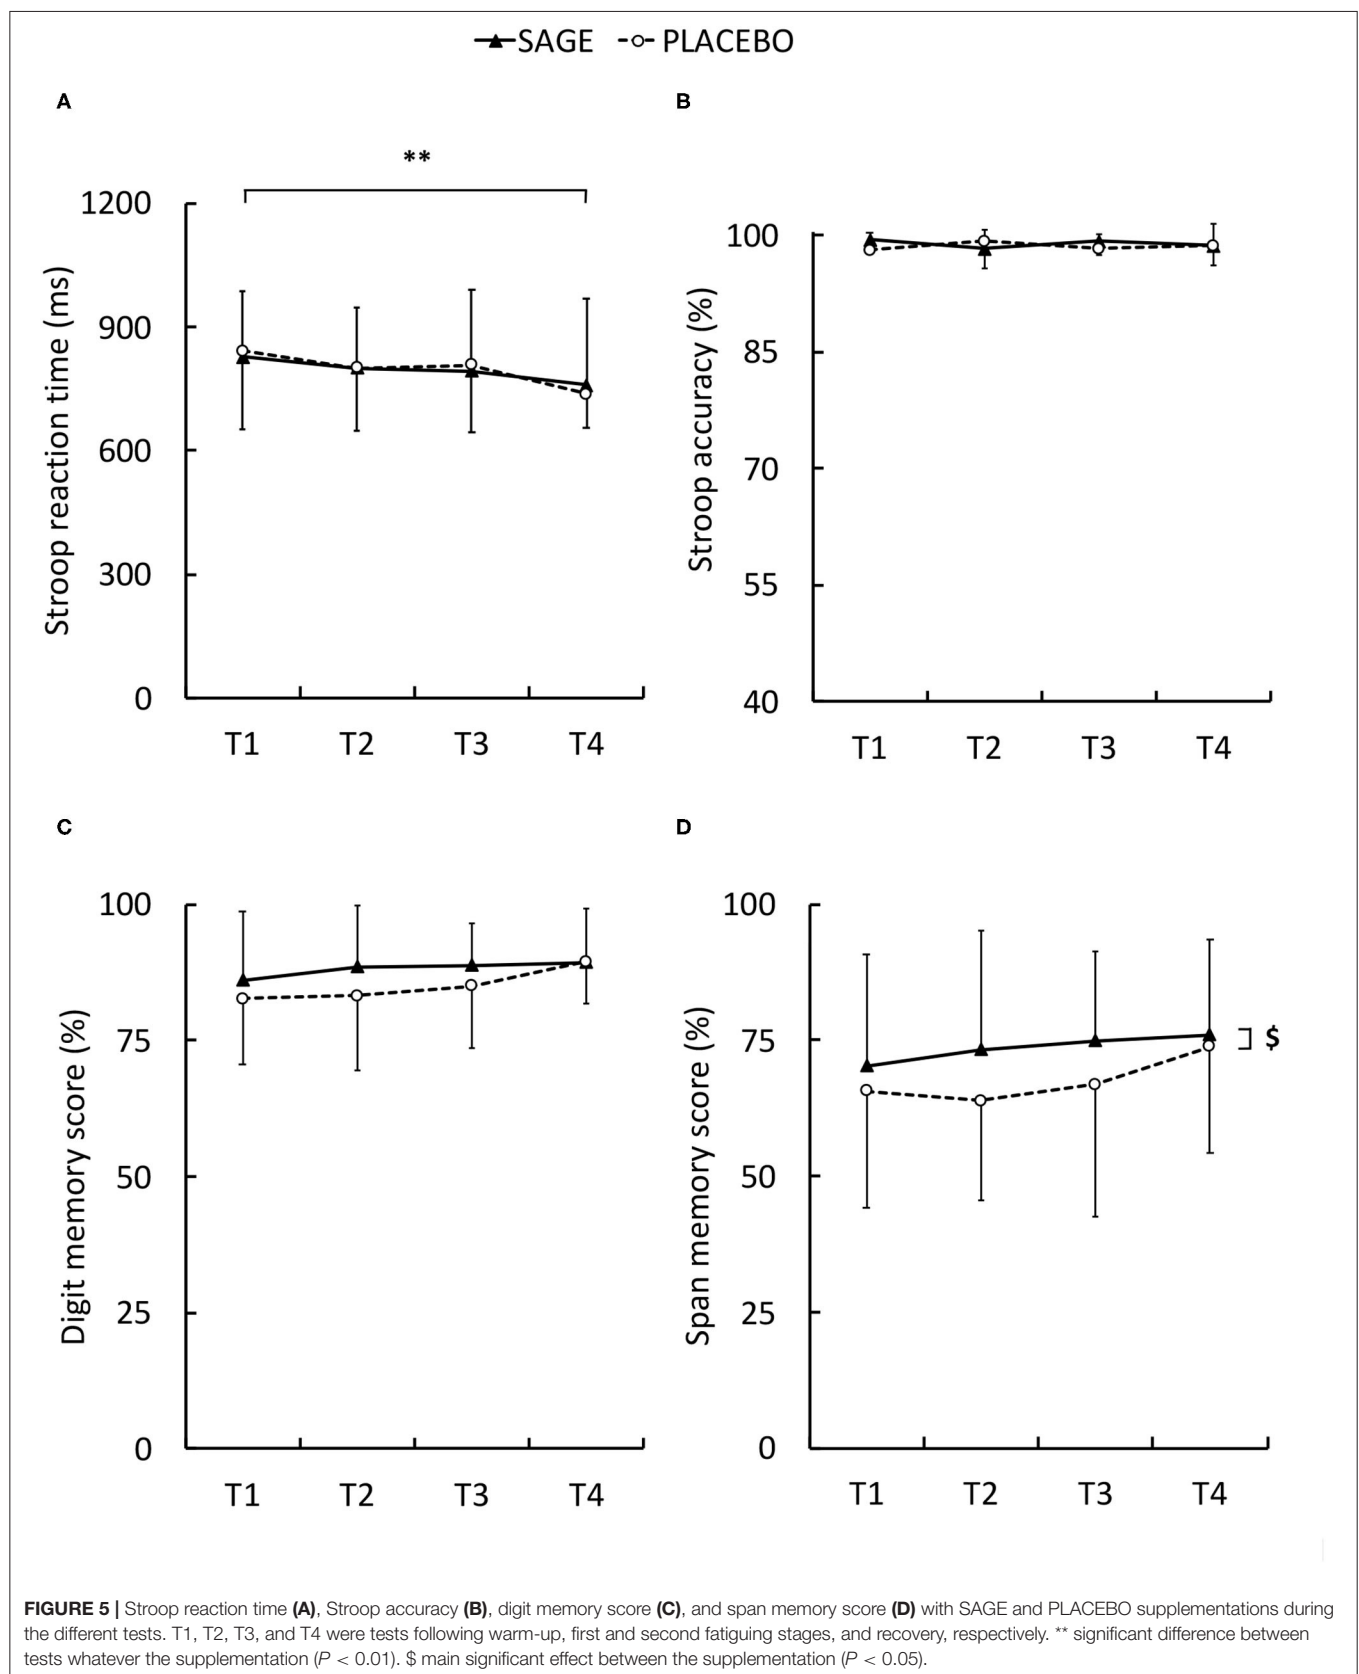 SAGE PLACEBO
A
**
1200
900
600
300
0
Stroop reaction time (ms)
T1 T2 T3 T4
B
100
85
70
55
40
Stroop accuracy (%)
T1 T2 T3 T4
C
100
75
50
25
0
Digit memory score (%)
T1 T2 T3 T4
D
100
75
50
25
0
Span memory score (%)
$
T1 T2 T3 T4
FIGURE 5 | Stroop reaction time (A), Stroop accuracy (B), digit memory score (C), and span memory score (D) with SAGE and PLACEBO supplementations during
the different tests. T1, T2, T3, and T4 were tests following warm-up, first and second fatiguing stages, and recovery, respectively. ** significant difference between
tests whatever the supplementation (P < 0.01). $ main significant effect between the supplementation (P < 0.05).